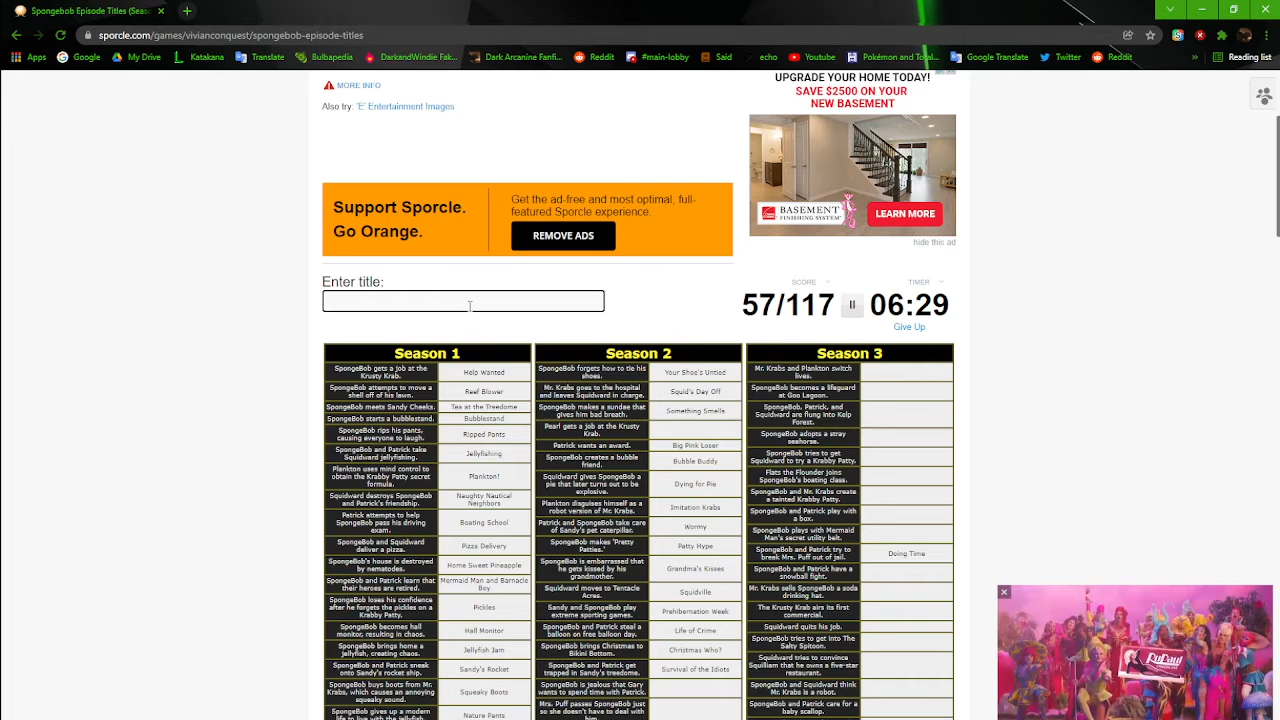 SpongeBob Episode Titles (Seas
sporcle.com/games/vivianconquest/spongebob-episode-titles
Apps Google My Drive Katakana Bulbapedia DarkandWindie Fak... Dark Arcanine Fanfic... Reddit #main-lobby Said echo Youtube Pokémon and Pokémon... Google Translate Twitter Reddit » Reading list
MORE INFO
Also try: 'E' Entertainment Images
UPGRADE YOUR HOME TODAY!
SAVE $2500 ON YOUR
NEW BASEMENT
BASEMENT
FINISHING SYSTEM
LEARN MORE
hide this ad
Support Sporcle.
Go Orange.
Get the ad-free and most optimal, full-
featured Sporcle experience.
REMOVE ADS
Enter title:
SCORE TIMER
57/117 06:29
Give Up
Season 1
SpongeBob gets a job at the
Krusty Krab.
Help Wanted
SpongeBob attempts to move a
shell off of his lawn.
Reef Blower
SpongeBob meets Sandy Cheeks.
Tea at the Treedome
SpongeBob starts a bubblestand.
Bubblestand
SpongeBob rips his pants,
causing everyone to laugh.
Ripped Pants
SpongeBob and Patrick take
Squidward jellyfishing.
Jellyfishing
Plankton uses mind control to
obtain the Krabby Patty secret
formula.
Plankton!
Squidward destroys SpongeBob
and Patrick's friendship.
Naughty Nautical
Neighbors
Patrick attempts to help
SpongeBob pass his driving
exam.
Boating School
SpongeBob and Squidward
deliver a pizza.
Pizza Delivery
SpongeBob's house is destroyed
by nematodes.
Home Sweet Pineapple
SpongeBob and Patrick learn that
their heroes are retired.
Mermaid Man and Barnacle
Boy
SpongeBob loses his confidence
after he forgets the pickles on a
Krabby Patty.
Pickles
SpongeBob becomes hall
monitor, resulting in chaos.
Hall Monitor
SpongeBob brings home a
jellyfish, creating chaos.
Jellyfish Jam
SpongeBob and Patrick sneak
onto Sandy's rocket ship.
Sandy's Rocket
SpongeBob buys boots from Mr.
Krabs, which causes an annoying
squeaky sound.
Squeaky Boots
SpongeBob gives up a modern
life to live with the jellyfish.
Nature Pants
Season 2
SpongeBob forgets how to tie his
shoes.
Your Shoe's Untied
Mr. Krabs goes to the hospital
and leaves Squidward in charge.
Squid's Day Off
SpongeBob makes a sundae that
gives him bad breath.
Something Smells
Pearl gets a job at the Krusty
Krab.
Patrick wants an award.
Big Pink Loser
SpongeBob creates a bubble
friend.
Bubble Buddy
Squidward gives SpongeBob a
pie that later turns out to be
explosive.
Dying for Pie
Plankton disguises himself as a
robot version of Mr. Krabs.
Imitation Krabs
Patrick and SpongeBob take care
of Sandy's pet caterpillar.
Wormy
SpongeBob makes 'Pretty
Patties.'
Patty Hype
SpongeBob is embarrassed that
he gets kissed by his
grandmother.
Grandma's Kisses
Squidward moves to Tentacle
Acres.
Squidville
Sandy and SpongeBob play
extreme sporting games.
Prehibernation Week
SpongeBob and Patrick steal a
balloon on free balloon day.
Life of Crime
SpongeBob brings Christmas to
Bikini Bottom.
Christmas Who?
SpongeBob and Patrick get
trapped in Sandy's treedome.
Survival of the Idiots
SpongeBob is jealous that Gary
wants to spend time with Patrick.
Mrs. Puff passes SpongeBob just
so she doesn't have to deal with
him.
Season 3
Mr. Krabs and Plankton switch
lives.
SpongeBob becomes a lifeguard
at Goo Lagoon.
SpongeBob, Patrick, and
Squidward are flung into Kelp
Forest.
SpongeBob adopts a stray
seahorse.
SpongeBob tries to get
Squidward to try a Krabby Patty.
Flats the Flounder joins
SpongeBob's boating class.
SpongeBob and Mr. Krabs create
a tainted Krabby Patty.
SpongeBob and Patrick play with
a box.
SpongeBob plays with Mermaid
Man's secret utility belt.
SpongeBob and Patrick try to
break Mrs. Puff out of jail.
Doing Time
SpongeBob and Patrick have a
snowball fight.
Mr. Krabs sells SpongeBob a soda
drinking hat.
The Krusty Krab airs its first
commercial.
Squidward quits his job.
SpongeBob tries to get into The
Salty Spitoon.
Squidward tries to convince
Squilliam that he owns a five-star
restaurant.
SpongeBob and Squidward think
Mr. Krabs is a robot.
SpongeBob and Patrick care for a
baby scallop.
RuPaul